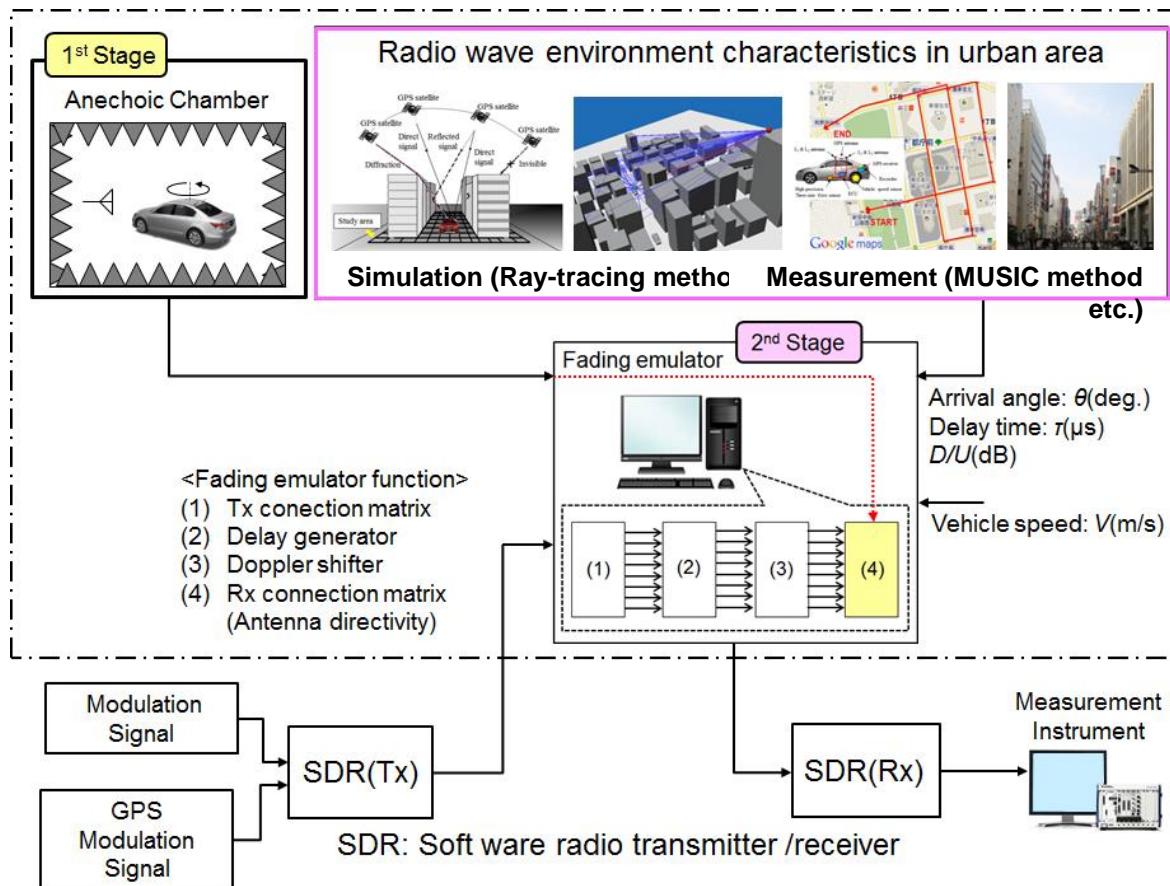 1st Stage
Anechoic Chamber
Radio wave environment characteristics in urban area
GPS satellite
GPS satellite
GPS satellite
GPS satellite
Direct signal
Reflected signal
Direct signal
Invisible
Diffraction
Study area
END
START
Google maps
Simulation (Ray-tracing metho
Measurement (MUSIC method
etc.)
2nd Stage
Fading emulator
Arrival angle: θ(deg.)
Delay time: τ(μs)
D/U(dB)
Vehicle speed: V(m/s)
<Fading emulator function>
(1) Tx conection matrix
(2) Delay generator
(3) Doppler shifter
(4) Rx connection matrix
(Antenna directivity)
(1)
(2)
(3)
(4)
Modulation
Signal
GPS
Modulation
Signal
SDR(Tx)
SDR(Rx)
Measurement
Instrument
SDR: Soft ware radio transmitter /receiver